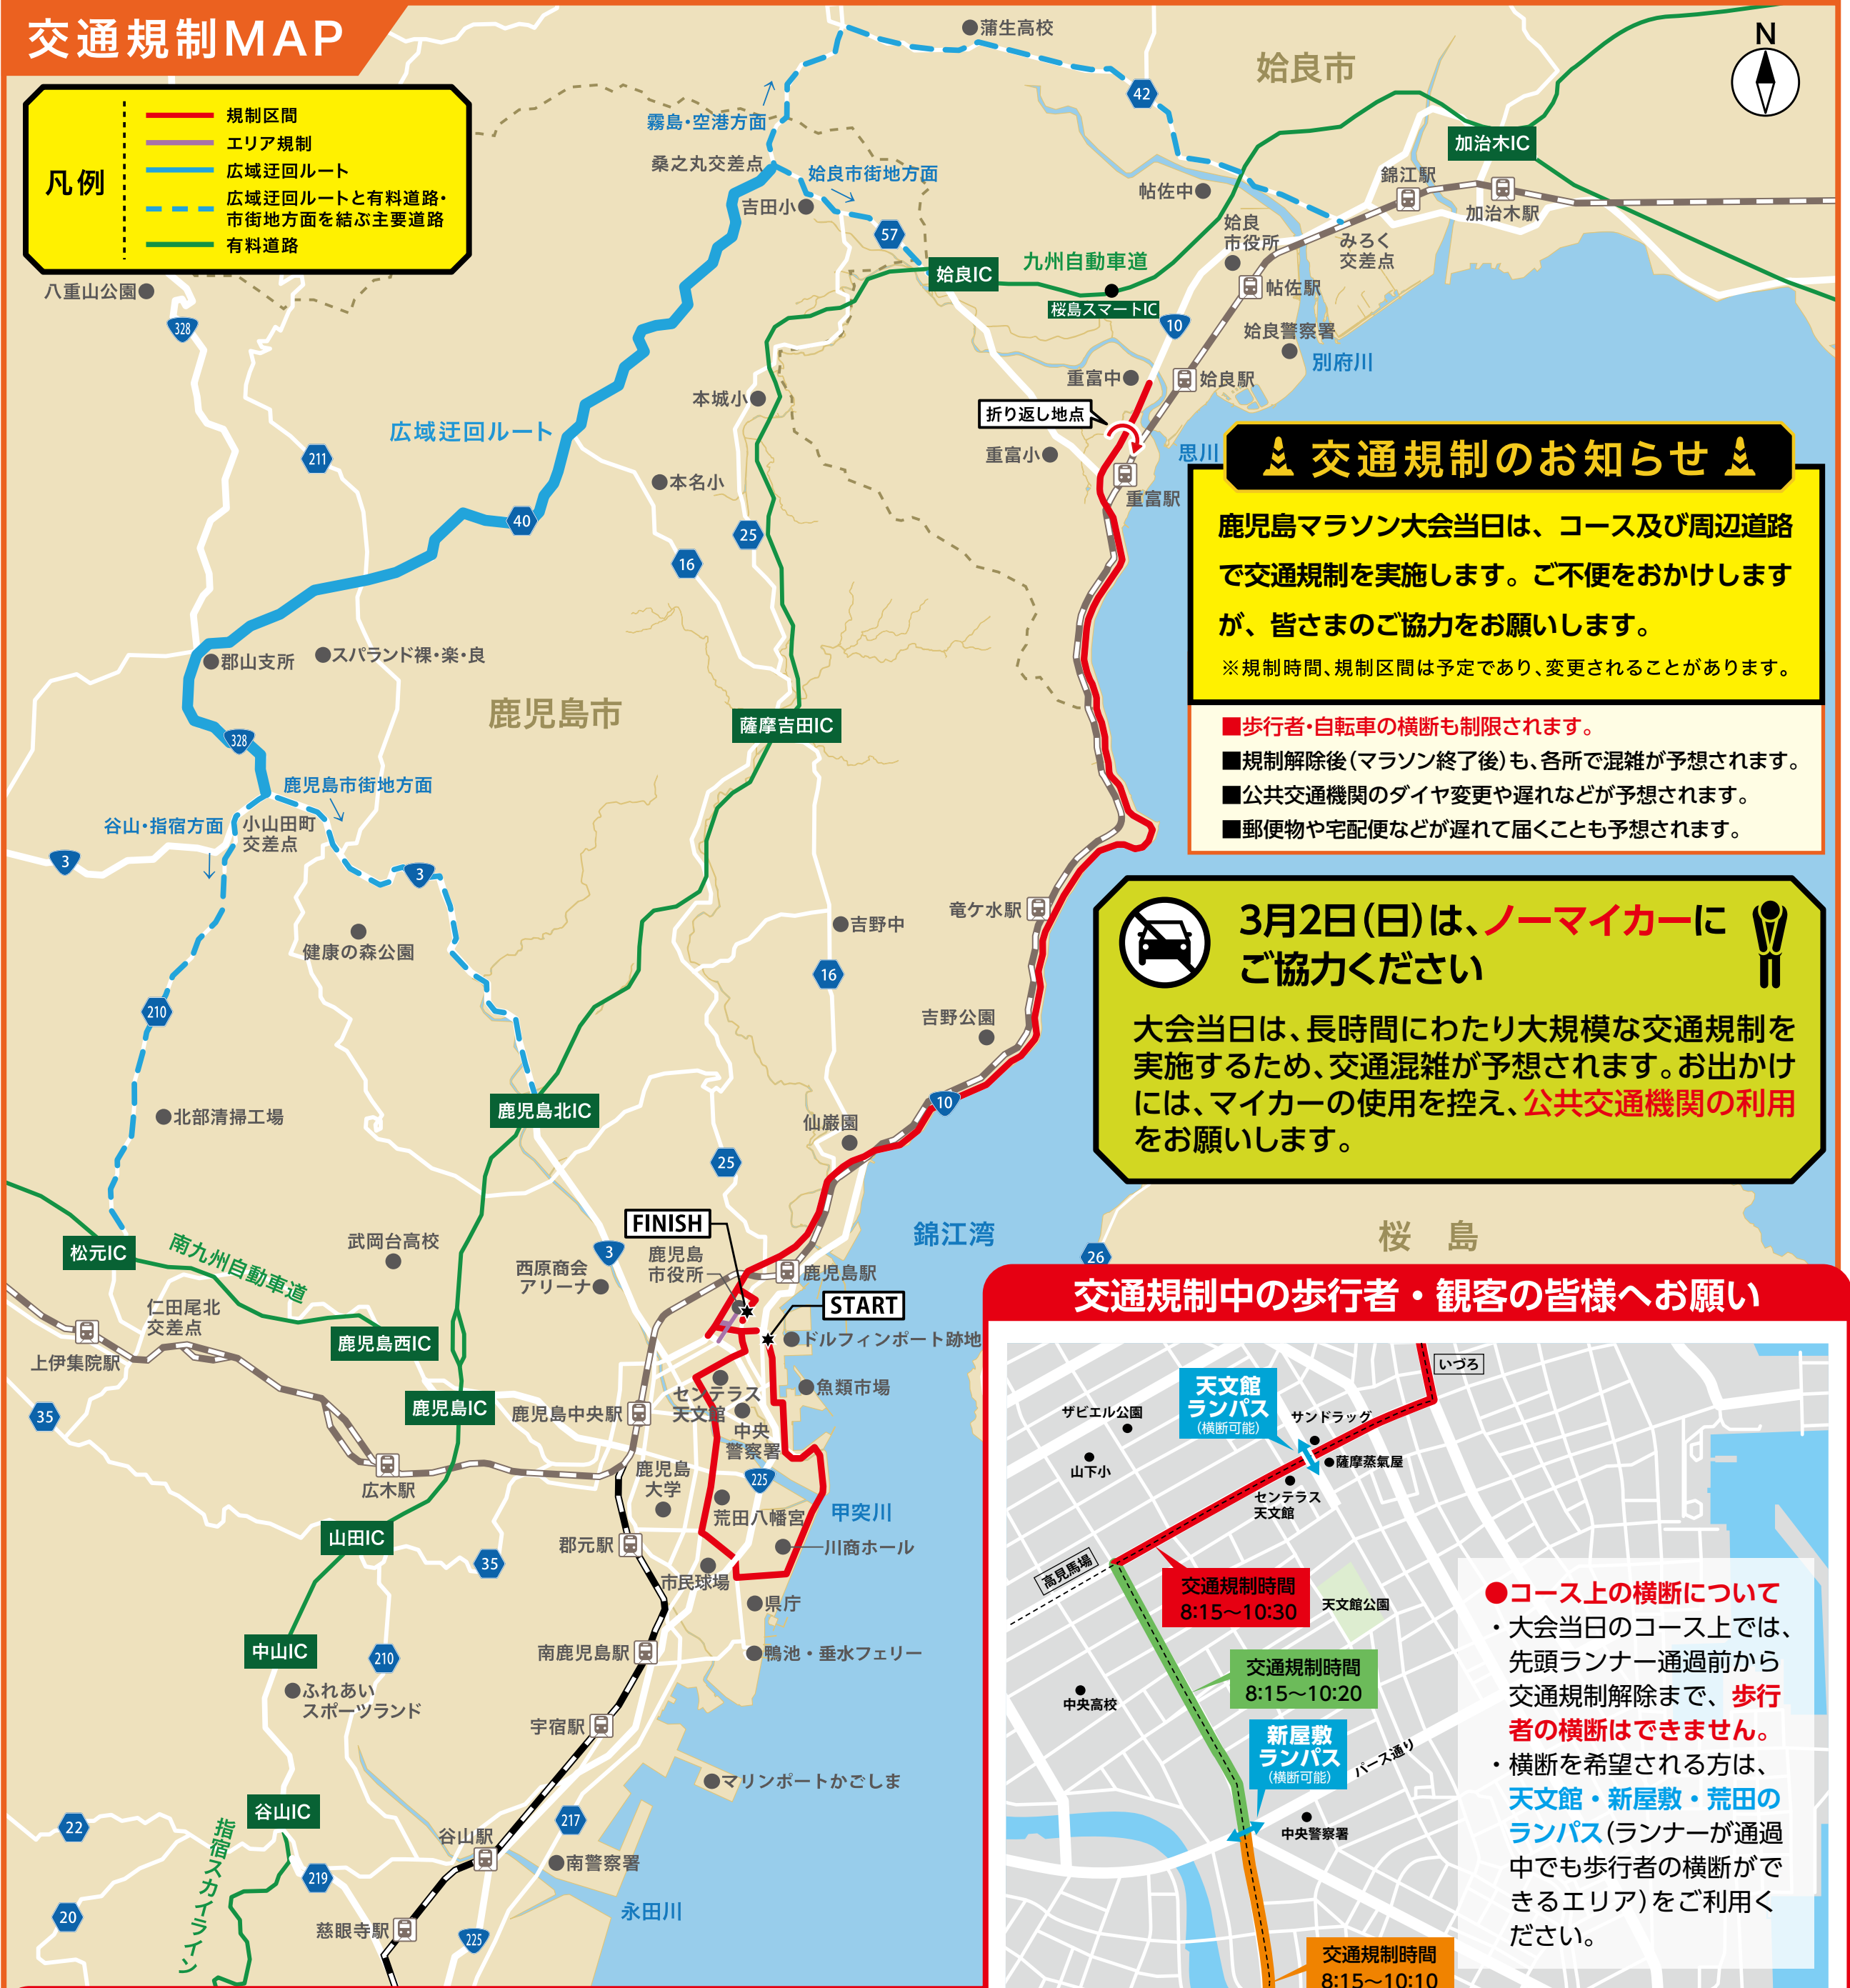 交通規制MAP
凡例
規制区間
エリア規制
広域迂回ルート
広域迂回ルートと有料道路・
市街地方面を結ぶ主要道路
有料道路
N
蒲生高校
姶良市
42
霧島・空港方面
桑之丸交差点
姶良市街地方面
吉田小
57
帖佐中
加治木IC
錦江駅
加治木駅
姶良
市役所
みろく
交差点
九州自動車道
姶良IC
桜島スマートIC
帖佐駅
10
姶良警察署
別府川
八重山公園
328
重富中
姶良駅
折り返し地点
本城小
重富小
思川
重富駅
広域迂回ルート
211
本名小
40
25
16
交通規制のお知らせ
鹿児島マラソン大会当日は、コース及び周辺道路
で交通規制を実施します。ご不便をおかけします
が、皆さまのご協力をお願いします。
※規制時間、規制区間は予定であり、変更されることがあります。
■歩行者・自転車の横断も制限されます。
■規制解除後（マラソン終了後）も、各所で混雑が予想されます。
■公共交通機関のダイヤ変更や遅れなどが予想されます。
■郵便物や宅配便などが遅れて届くことも予想されます。
郡山支所
スパランド裸・楽・良
鹿児島市
薩摩吉田IC
328
鹿児島市街地方面
谷山・指宿方面
小山田町
交差点
3
3
健康の森公園
吉野中
竜ケ水駅
16
210
吉野公園
3月2日（日）は、ノーマイカーに
ご協力ください
大会当日は、長時間にわたり大規模な交通規制を
実施するため、交通混雑が予想されます。お出かけ
には、マイカーの使用を控え、公共交通機関の利用
をお願いします。
北部清掃工場
鹿児島北IC
10
仙巌園
25
FINISH
錦江湾
桜島
26
松元IC
南九州自動車道
武岡台高校
3
西原商会
アリーナ
鹿児島
市役所
鹿児島駅
START
ドルフィンポート跡地
仁田尾北
交差点
上伊集院駅
鹿児島西IC
鹿児島IC
35
鹿児島中央駅
センテラス
天文館
魚類市場
中央
警察署
225
広木駅
鹿児島
大学
荒田八幡宮
甲突川
山田IC
35
郡元駅
川商ホール
市民球場
県庁
中山IC
210
南鹿児島駅
鴨池・垂水フェリー
ふれあい
スポーツランド
宇宿駅
マリンポートかごしま
谷山IC
22
217
谷山駅
指宿スカイライン
219
南警察署
20
慈眼寺駅
225
永田川
交通規制中の歩行者・観客の皆様へお願い
いづろ
天文館
ランパス
（横断可能）
ザビエル公園
サンドラッグ
山下小
薩摩蒸氣屋
センテラス
天文館
高見馬場
交通規制時間
8:15～10:30
天文館公園
交通規制時間
8:15～10:20
中央高校
新屋敷
ランパス
（横断可能）
パース通り
中央警察署
交通規制時間
8:15～10:10
●コース上の横断について
・大会当日のコース上では、
先頭ランナー通過前から
交通規制解除まで、歩行
者の横断はできません。
・横断を希望される方は、
天文館・新屋敷・荒田の
ランパス（ランナーが通過
中でも歩行者の横断がで
きるエリア）をご利用く
ださい。